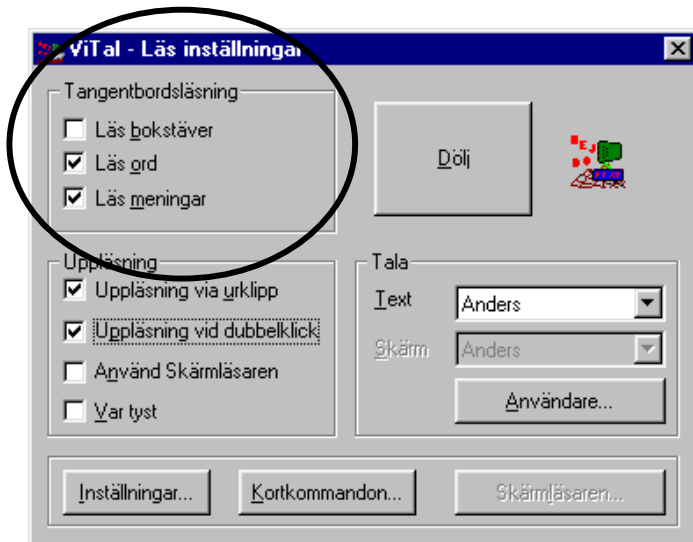 ViTal - Läs inställningar
Tangentbordsläsning
Läs bokstäver
Läs ord
Läs meningar
Dölj
Uppläsning
Uppläsning via urklipp
Uppläsning vid dubbelklick
Använd Skärmläsaren
Var tyst
Tala
Text Anders
Skärm Anders
Användare...
Inställningar... Kortkommandon... Skärmläsaren...